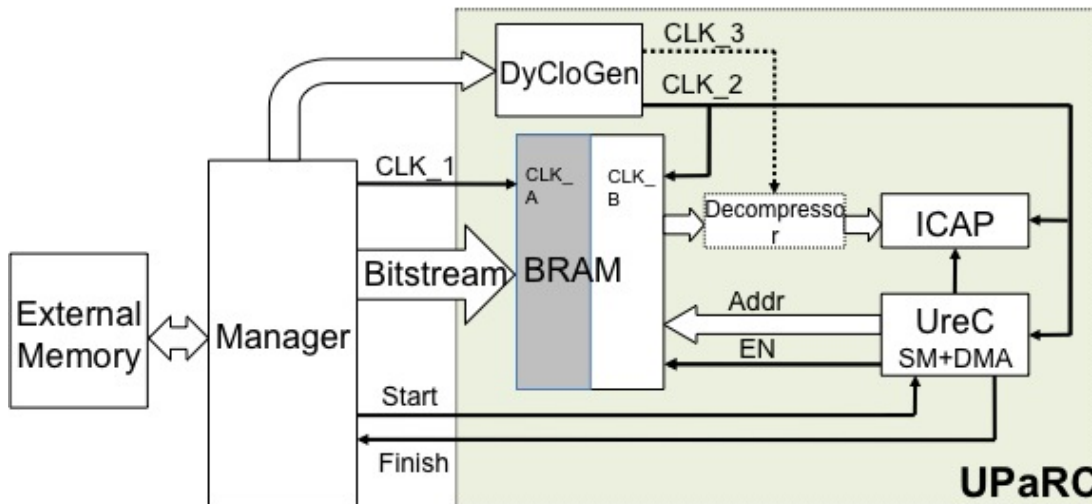 CLK_3
DyCloGen
CLK_2
CLK_1
CLK_
A
CLK_
B
Decompresso
r
ICAP
Bitstream
BRAM
External
Memory
Manager
Addr
UreC
EN
SM+DMA
Start
Finish
UPaRC